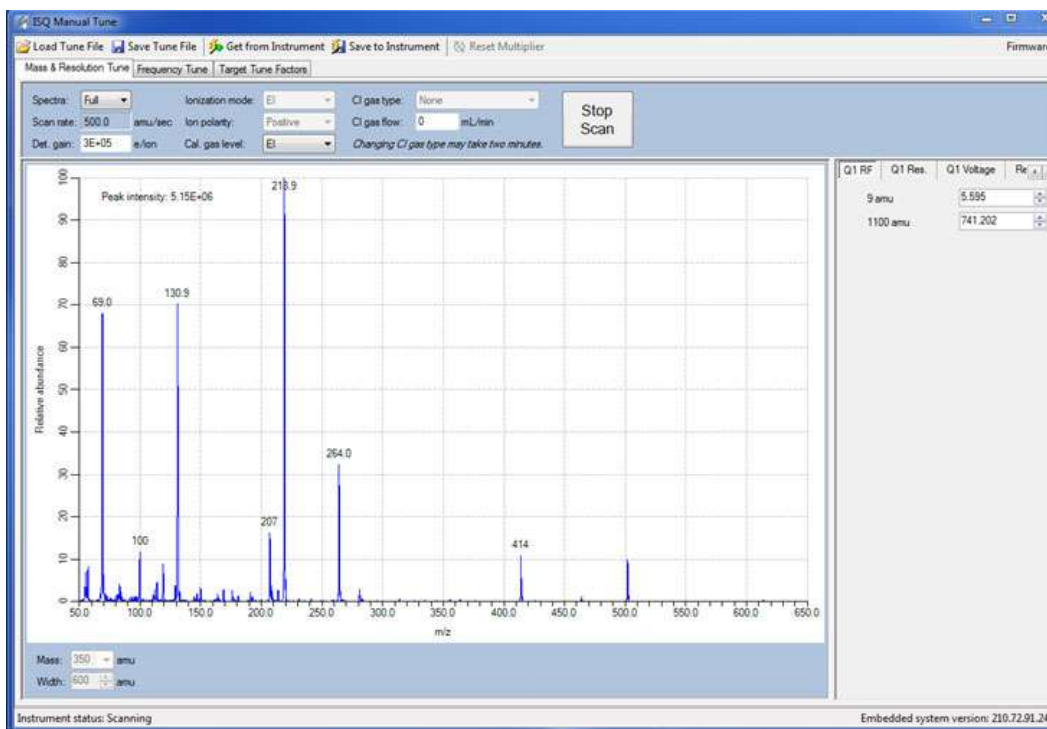 ISQ Manual Tune
Load Tune File Save Tune File Get from Instrument Save to Instrument Reset Multiplier Firmware
Mass & Resolution Tune Frequency Tune Target Tune Factors
Spectra: Full Ionization mode: EI CI gas type: None
Scan rate: 500.0 amu/sec Ion polarity: Positive CI gas flow: 0 mL/min
Det. gain: 3E+05 e/ion Cal. gas level: EI Changing CI gas type may take two minutes.
Stop
Scan
Q1 RF Q1 Res. Q1 Voltage Re
9 amu 5.595
1100 amu 741.202
Peak intensity: 5.15E+06
218.9
130.9
69.0
264.0
207
100
414
100
90
80
70
60
50
40
30
20
10
0
Relative abundance
50.0 100.0 150.0 200.0 250.0 300.0 350.0 400.0 450.0 500.0 550.0 600.0 650.0
m/z
Mass: 350 amu
Width: 600 amu
Instrument status: Scanning Embedded system version: 210.72.91.24